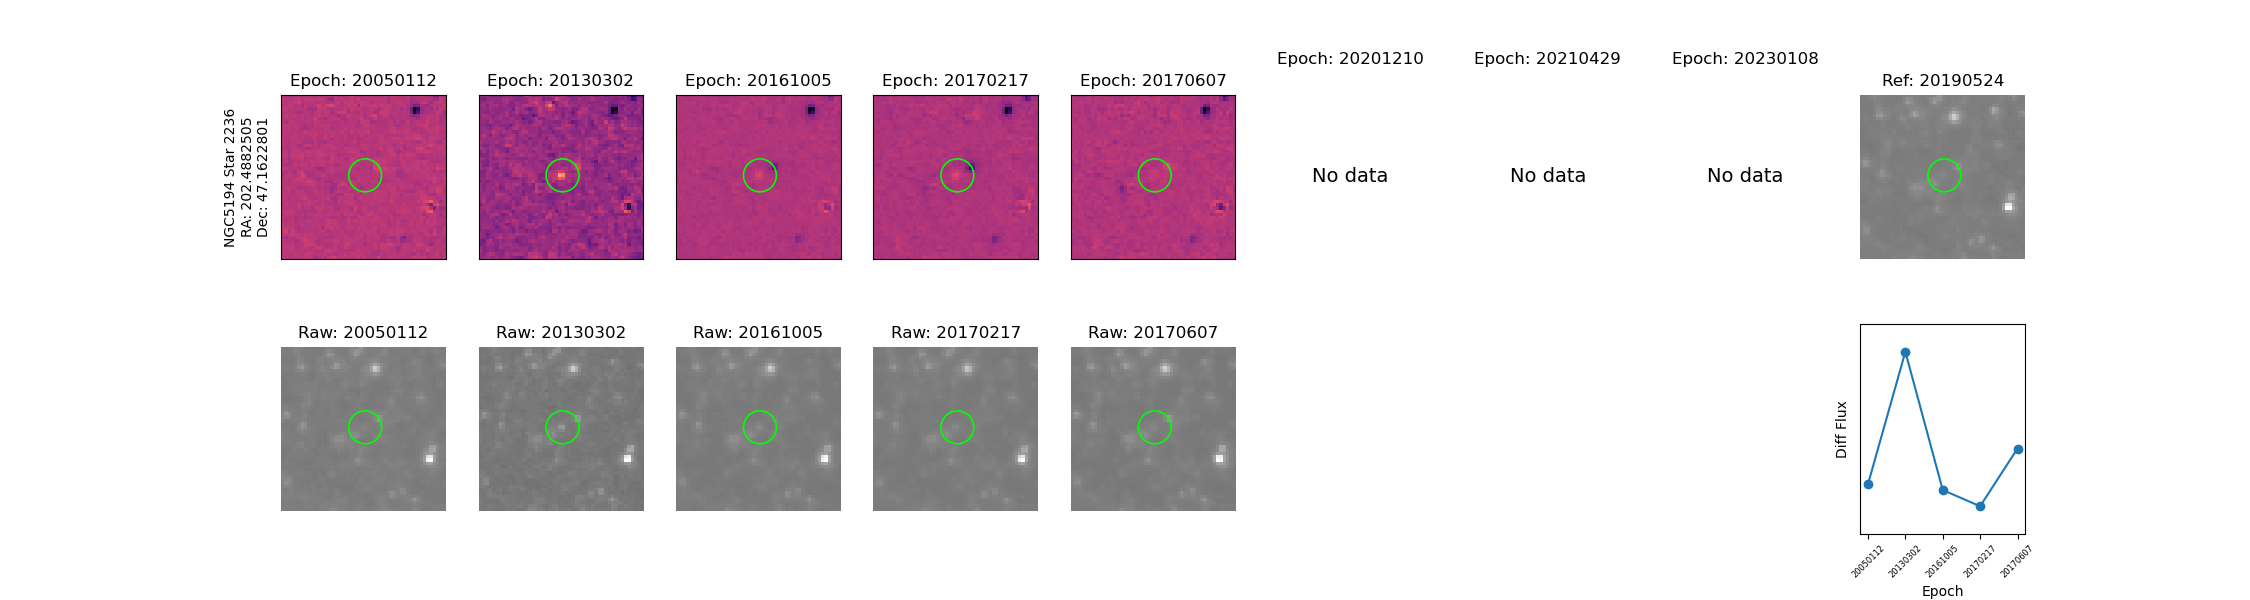 Epoch: 20050112
Epoch: 20130302
Epoch: 20161005
Epoch: 20170217
Epoch: 20170607
Epoch: 20201210
Epoch: 20210429
Epoch: 20230108
Ref: 20190524
NGC5194 Star 2236
RA: 202.4882505
Dec: 47.1622801
No data
No data
No data
Raw: 20050112
Raw: 20130302
Raw: 20161005
Raw: 20170217
Raw: 20170607
Diff Flux
20050112
20130302
20161005
20170217
20170607
Epoch